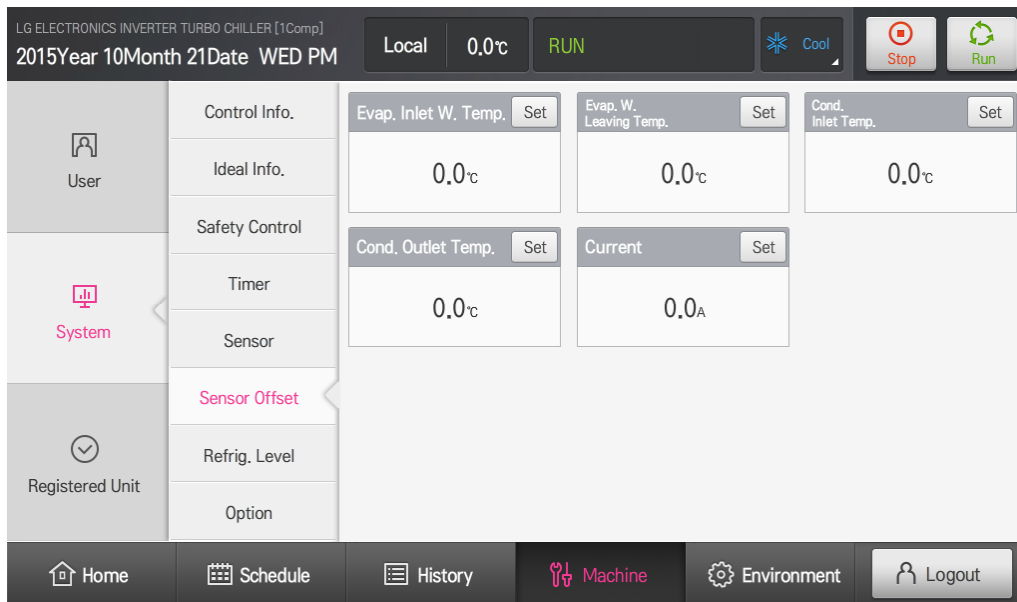 LG ELECTRONICS INVERTER TURBO CHILLER [1Comp]
2015Year 10Month 21Date WED PM
Local 0.0℃ RUN Cool Stop Run
User
System
Registered Unit
Control Info.
Ideal Info.
Safety Control
Timer
Sensor
Sensor Offset
Refrig. Level
Option
Evap. Inlet W. Temp. Set
0.0℃
Evap. W.
Leaving Temp. Set
0.0℃
Cond.
Inlet Temp. Set
0.0℃
Cond. Outlet Temp. Set
0.0℃
Current Set
0.0A
Home Schedule History Machine Environment Logout